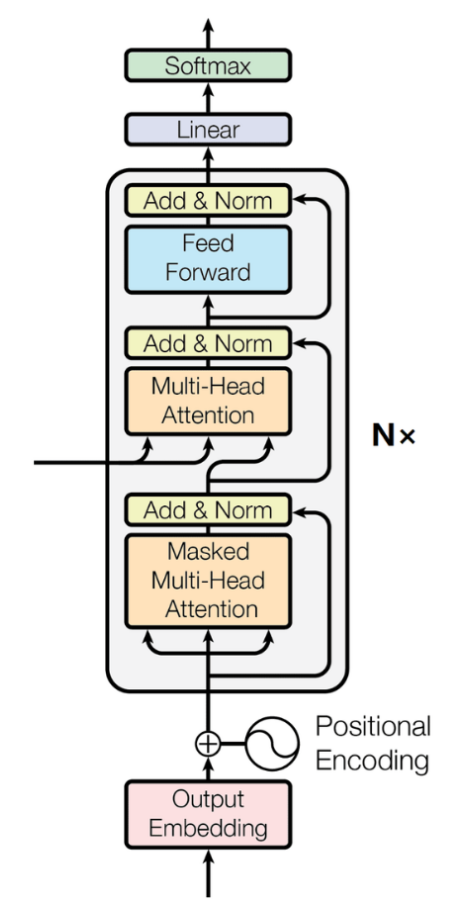 Softmax
Linear
Add & Norm
Feed
Forward
Add & Norm
Multi-Head
Attention
N×
Add & Norm
Masked
Multi-Head
Attention
Positional
Encoding
Output
Embedding